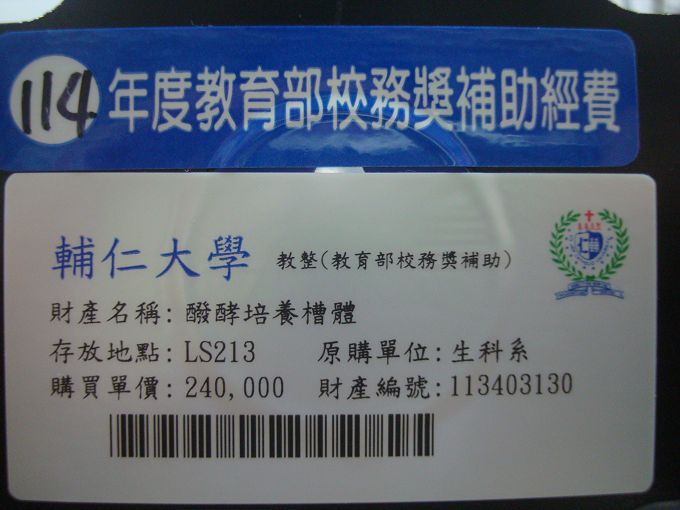 114年度教育部校務獎補助經費
輔仁大學 教整(教育部校務獎補助)
財產名稱: 醱酵培養槽體
存放地點: LS213 原購單位: 生科系
購買單價: 240,000 財產編號: 113403130